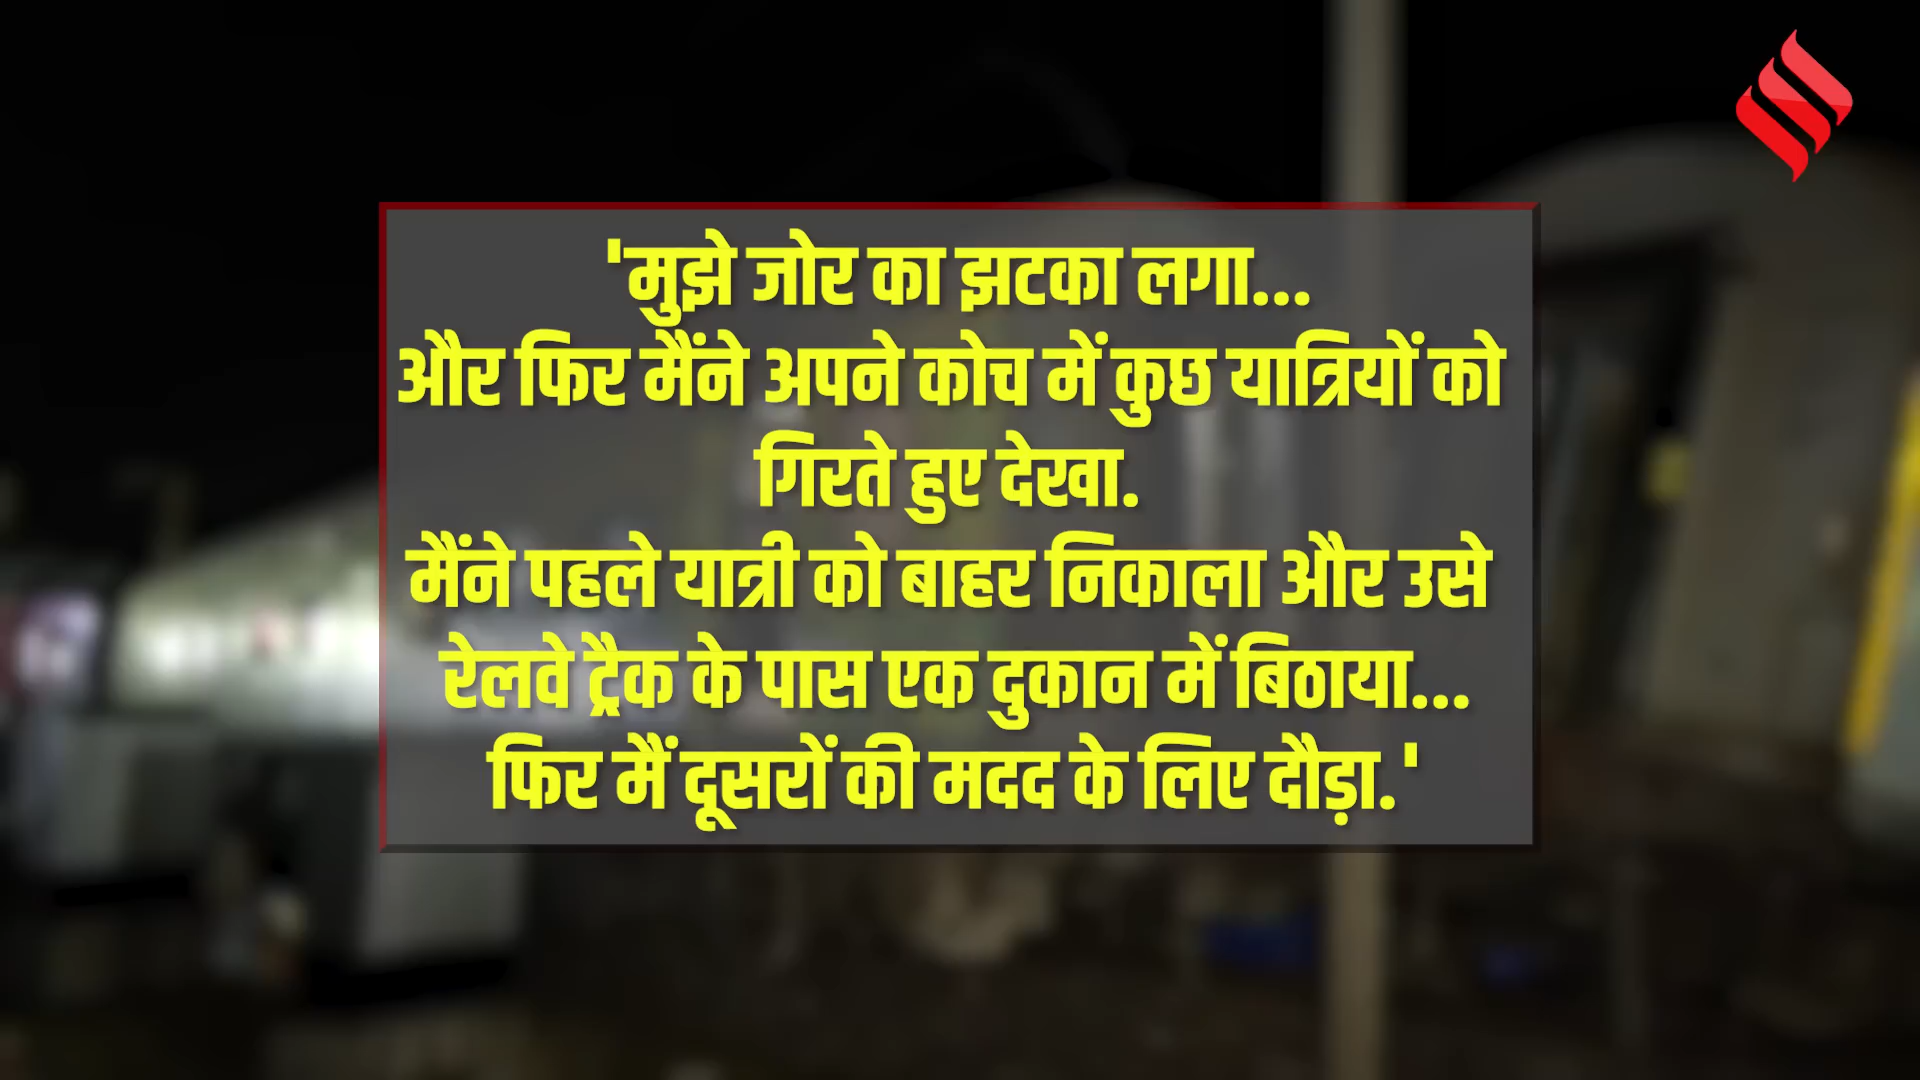 'मुझे जोर का झटका लगा...
और फिर मैंने अपने कोच में कुछ यात्रियों को
गिरते हुए देखा.
मैंने पहले यात्री को बाहर निकाला और उसे
रेलवे ट्रैक के पास एक दुकान में बिठाया...
फिर मैं दूसरों की मदद के लिए दौड़ा.'